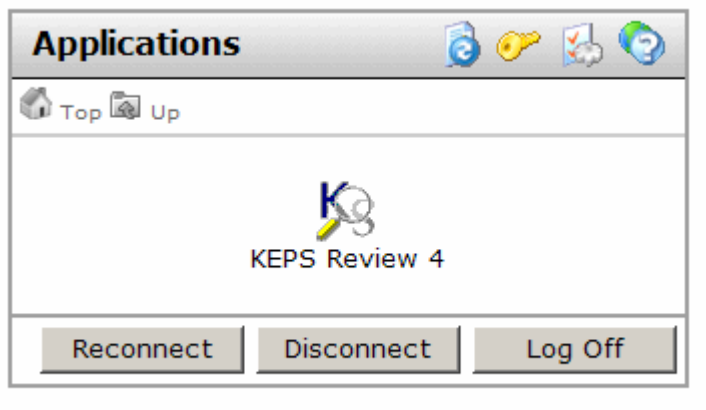 Applications
Top Up
KEPS Review 4
Reconnect Disconnect Log Off